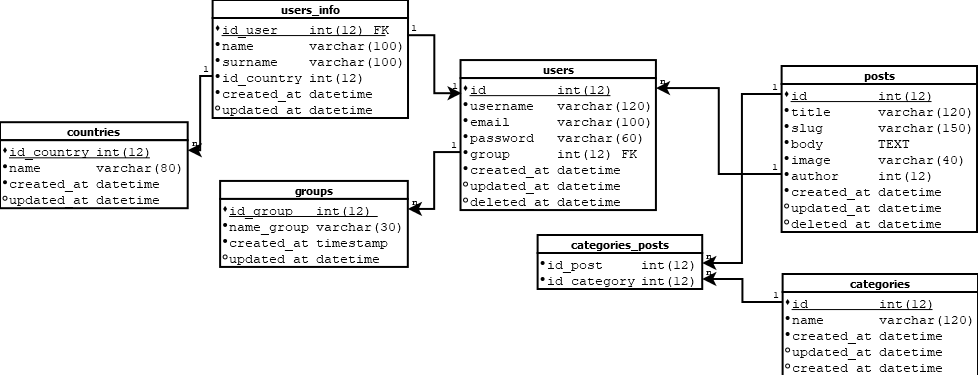 users_info
id_user int(12) FK
name varchar(100)
surname varchar(100)
id_country int(12)
created_at datetime
updated_at datetime
1
1
1
n
countries
id_country int(12)
name varchar(80)
created_at datetime
updated_at datetime
users
id int(12)
username varchar(120)
email varchar(100)
password varchar(60)
group int(12) FK
created_at datetime
updated_at datetime
deleted_at datetime
n
1
n
groups
id_group int(12)
name_group varchar(30)
created_at timestamp
updated_at datetime
posts
id int(12)
title varchar(120)
slug varchar(150)
body TEXT
image varchar(40)
author int(12)
created_at datetime
updated_at datetime
deleted_at datetime
1
1
categories_posts
id_post int(12)
id_category int(12)
n
n
1
categories
id int(12)
name varchar(120)
created_at datetime
updated_at datetime
created_at datetime